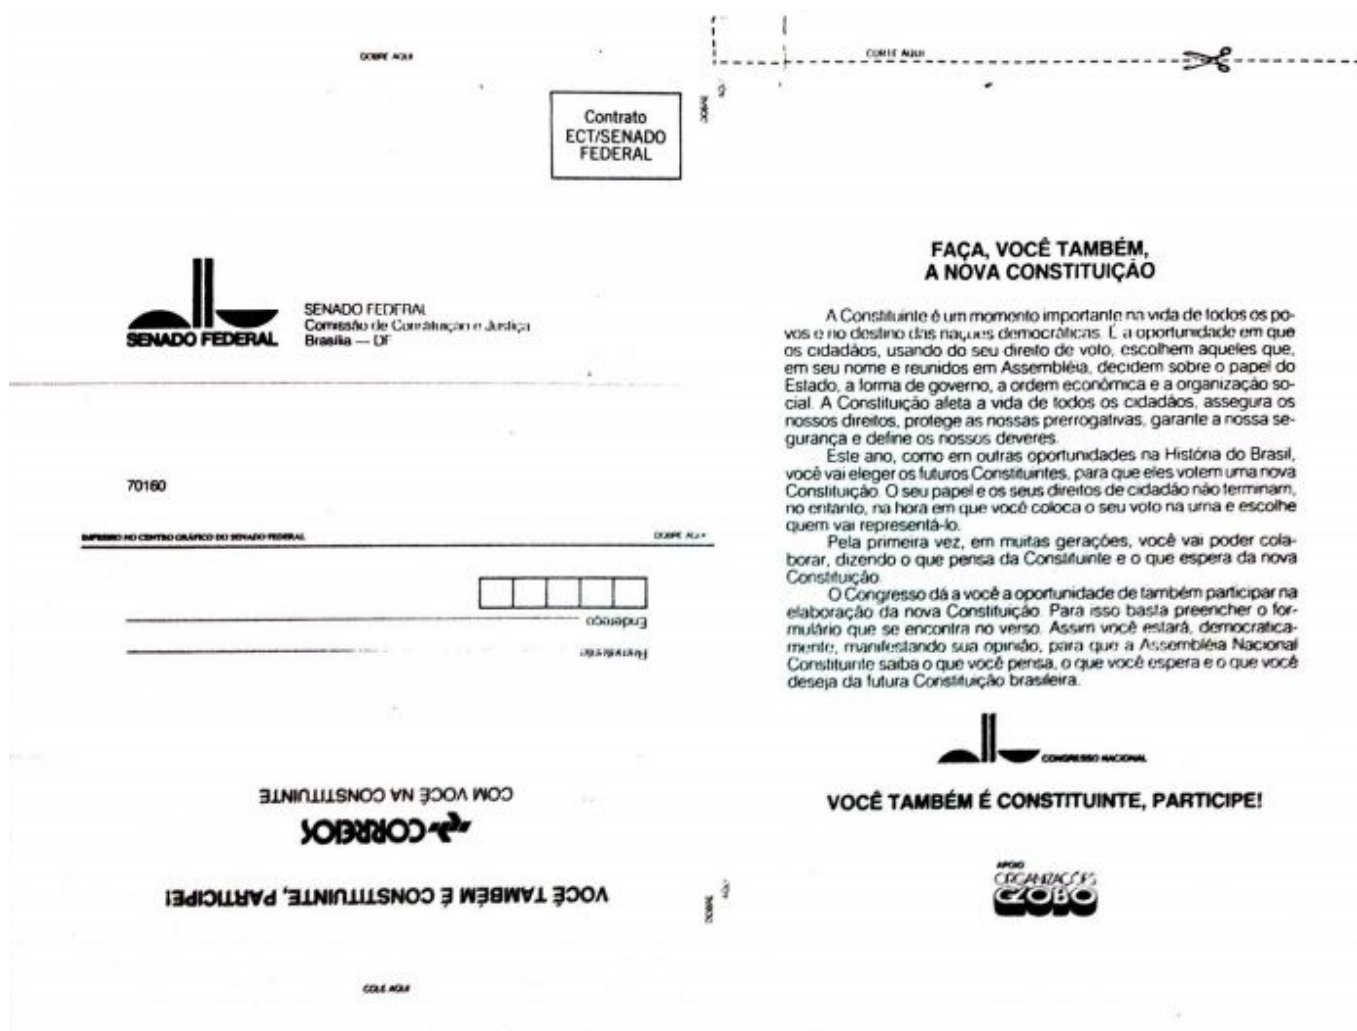 DOBRE AQUI
Contrato
ECT/SENADO
FEDERAL
SENADO FEDERAL
SENADO FEDERAL
Comissão de Constituição e Justiça
Brasília — DF
70160
IMPRESSO NO CENTRO GRÁFICO DO SENADO FEDERAL
DOBRE AQUI
Endereço
Remetente
COM VOCÊ NA CONSTITUINTE
CORREIOS
VOCÊ TAMBÉM É CONSTITUINTE, PARTICIPE!
COLE AQUI
CORTE AQUI
FAÇA, VOCÊ TAMBÉM,
A NOVA CONSTITUIÇÃO
A Constituinte é um momento importante na vida de todos os po-
vos e no destino das nações democráticas. É a oportunidade em que
os cidadãos, usando do seu direito de voto, escolhem aqueles que,
em seu nome e reunidos em Assembléia, decidem sobre o papel do
Estado, a forma de governo, a ordem econômica e a organização so-
cial. A Constituição afeta a vida de todos os cidadãos, assegura os
nossos direitos, protege as nossas prerrogativas, garante a nossa se-
gurança e define os nossos deveres.
Este ano, como em outras oportunidades na História do Brasil,
você vai eleger os futuros Constituintes, para que eles votem uma nova
Constituição. O seu papel e os seus direitos de cidadão não terminam,
no entanto, na hora em que você coloca o seu voto na urna e escolhe
quem vai representá-lo.
Pela primeira vez, em muitas gerações, você vai poder cola-
borar, dizendo o que pensa da Constituinte e o que espera da nova
Constituição.
O Congresso dá a você a oportunidade de também participar na
elaboração da nova Constituição. Para isso basta preencher o for-
mulário que se encontra no verso. Assim você estará, democratica-
mente, manifestando sua opinião, para que a Assembléia Nacional
Constituinte saiba o que você pensa, o que você espera e o que você
deseja da futura Constituição brasileira.
CONGRESSO NACIONAL
VOCÊ TAMBÉM É CONSTITUINTE, PARTICIPE!
APOIO
ORGANIZAÇÕES
GLOBO